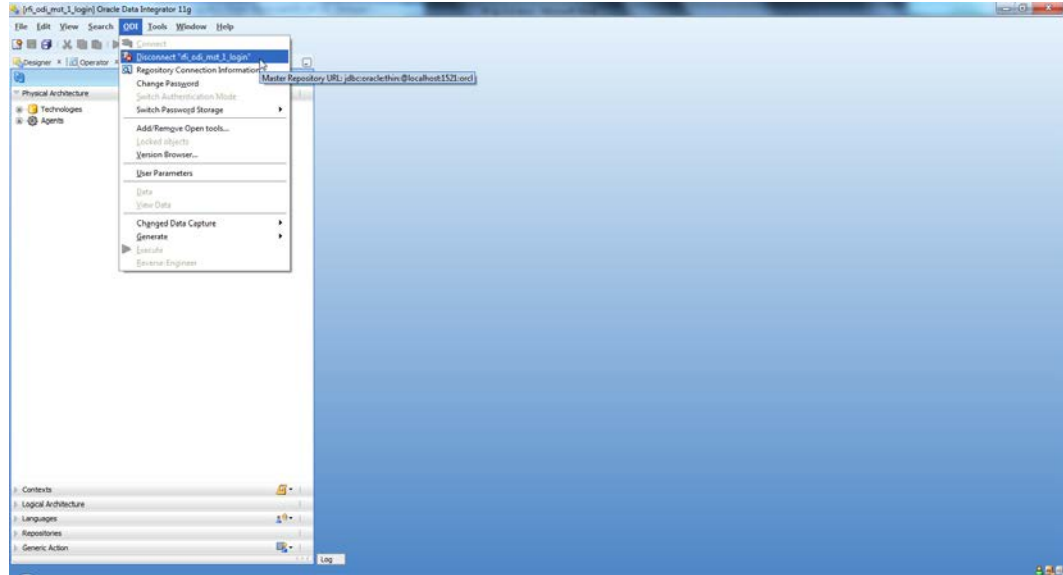 [rfi_odi_mst_1_login] Oracle Data Integrator 11g
File Edit View Search ODI Tools Window Help
Designer Operator
Connect
Disconnect "rfi_odi_mst_1_login"
Repository Connection Information
Master Repository URL: jdbc:oracle:thin:@localhost:1521:orcl
Change Password
Physical Architecture
Switch Authentication Mode
Technologies
Switch Password Storage
Agents
Add/Remove Open tools...
Locked objects
Version Browser...
User Parameters
Data
View Data
Changed Data Capture
Generate
Execute
Reverse Engineer
Contexts
Logical Architecture
Languages
Repositories
Generic Action
Log